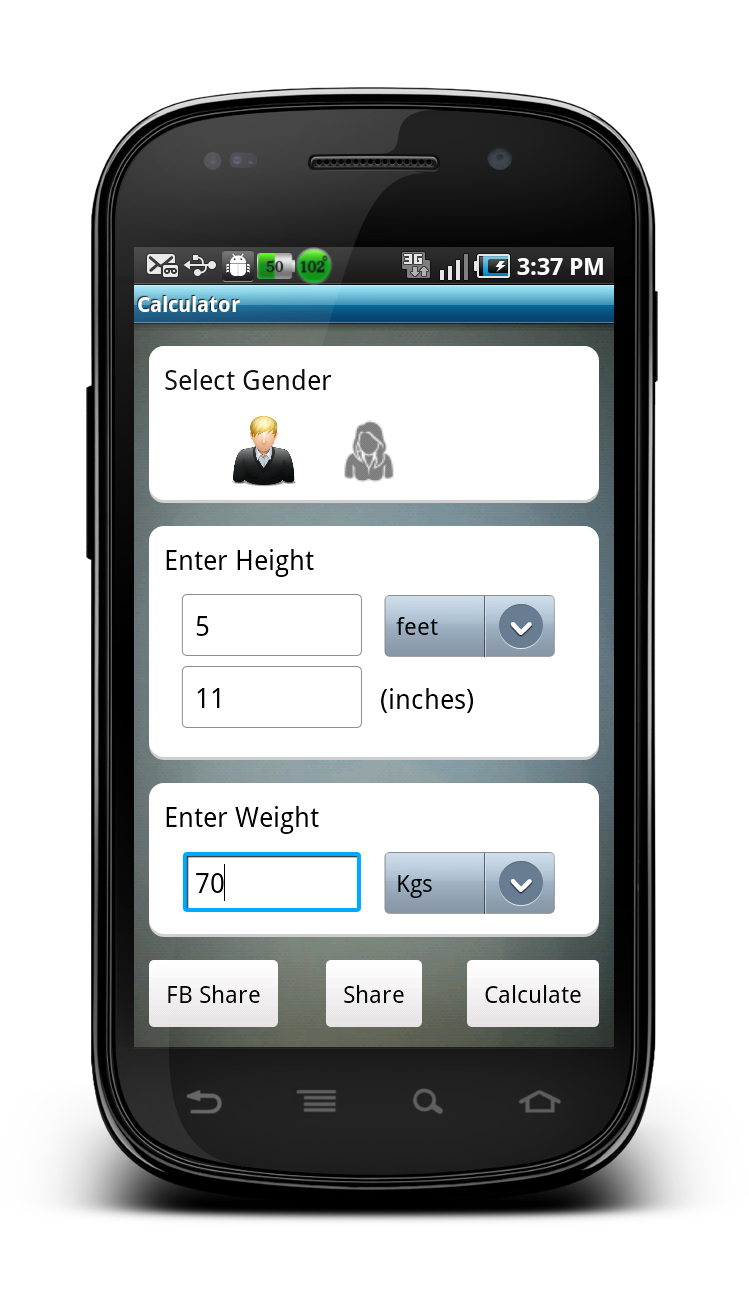 50 102° 3G 3:37 PM
Calculator
Select Gender
Enter Height
5 feet
11 (inches)
Enter Weight
70 Kgs
FB Share Share Calculate